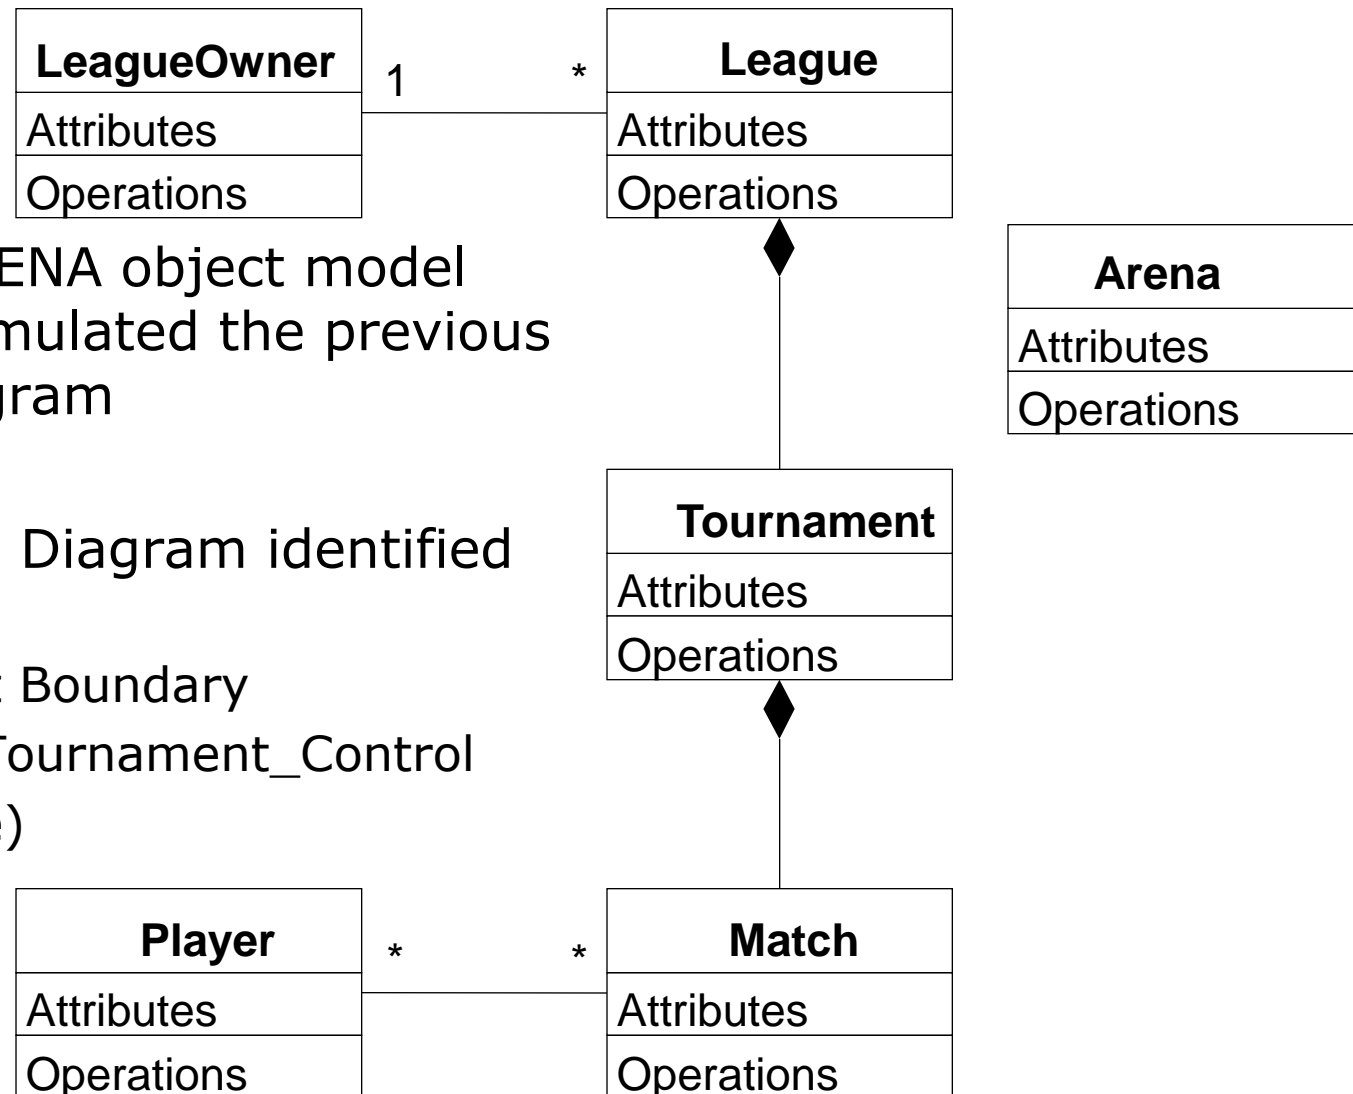 LeagueOwner
Attributes
Operations
1 *
League
Attributes
Operations
ENA object model
mulated the previous
gram
Arena
Attributes
Operations
Diagram identified
Tournament
Attributes
Operations
Boundary
Tournament_Control
e)
Player
Attributes
Operations
* *
Match
Attributes
Operations